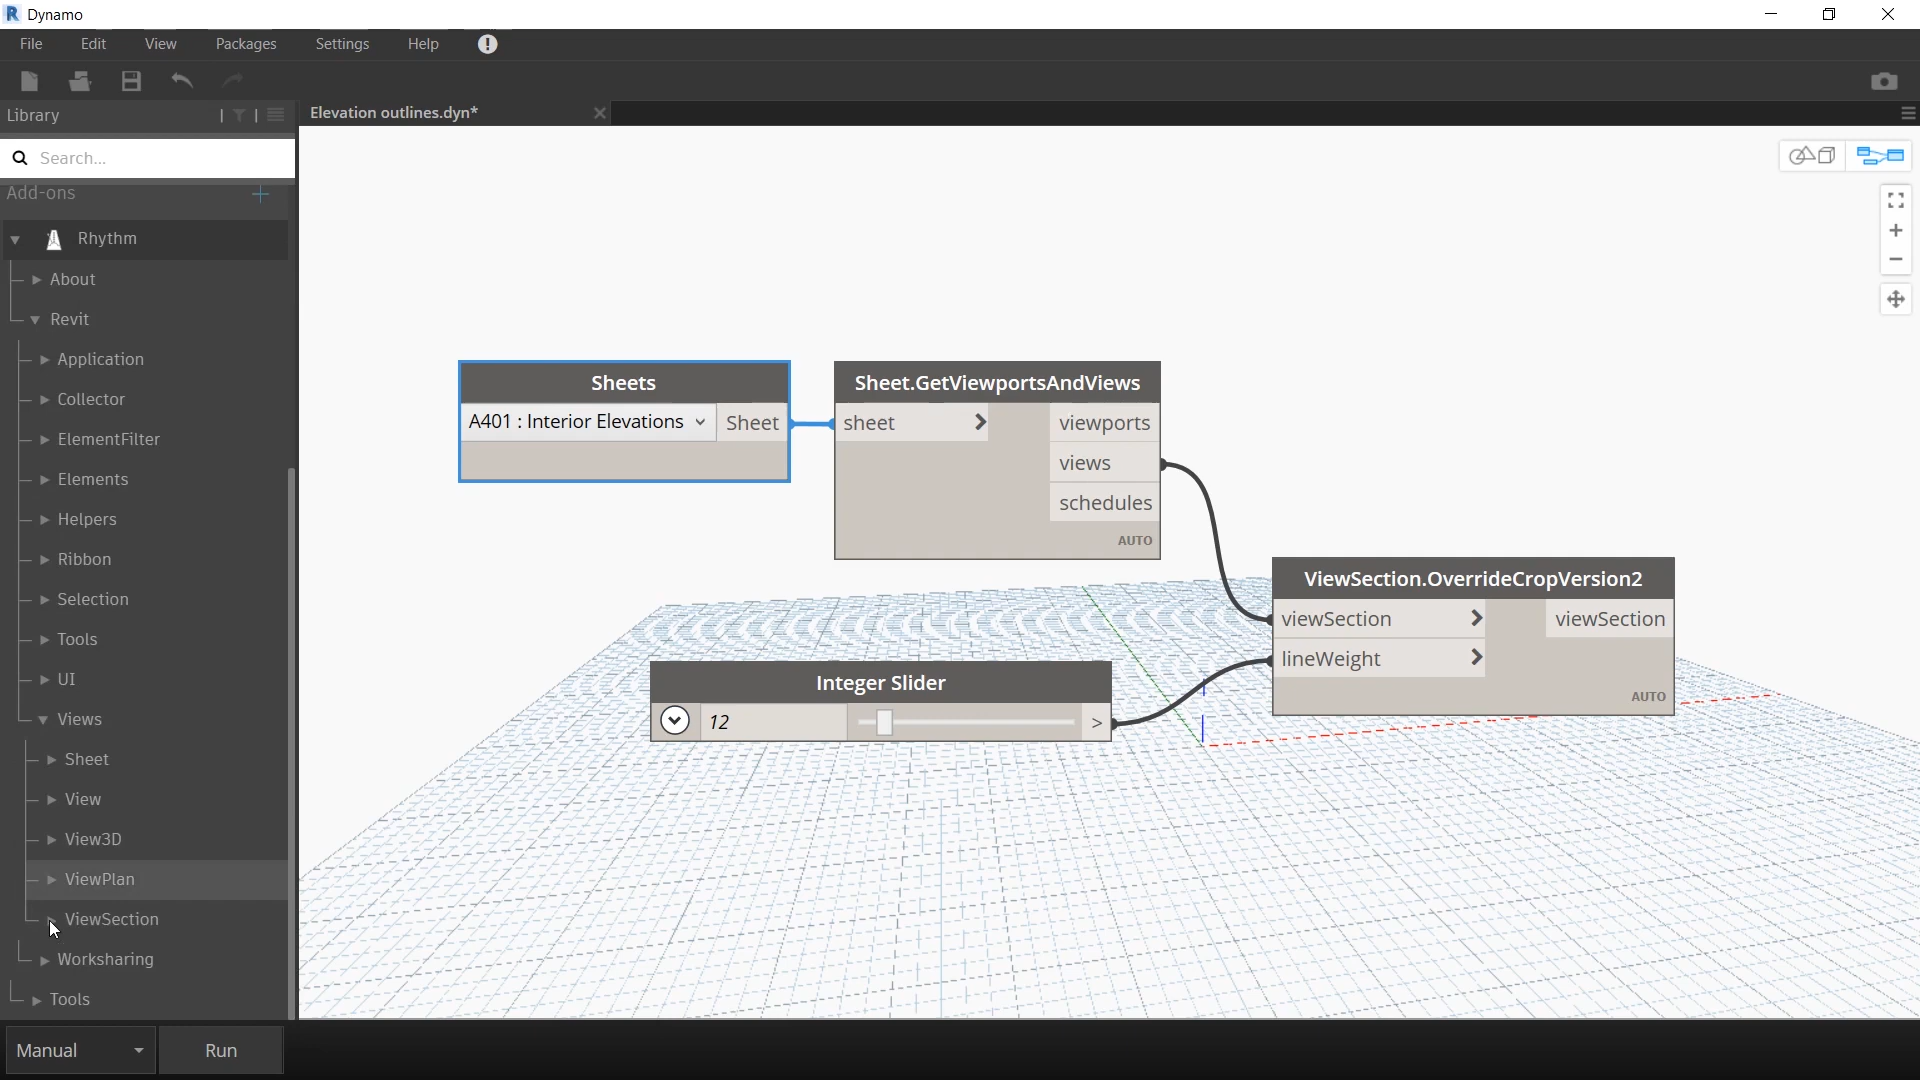 Dynamo
File Edit View Packages Settings Help
Library
Elevation outlines.dyn*
Search...
Add-ons
Rhythm
About
Revit
Application
Collector
ElementFilter
Elements
Helpers
Ribbon
Selection
Tools
UI
Views
Sheet
View
View3D
ViewPlan
ViewSection
Worksharing
Tools
Manual
Run
Sheets
A401 : Interior Elevations
Sheet
Sheet.GetViewportsAndViews
sheet
viewports
views
schedules
AUTO
Integer Slider
12
>
ViewSection.OverrideCropVersion2
viewSection
viewSection
lineWeight
AUTO